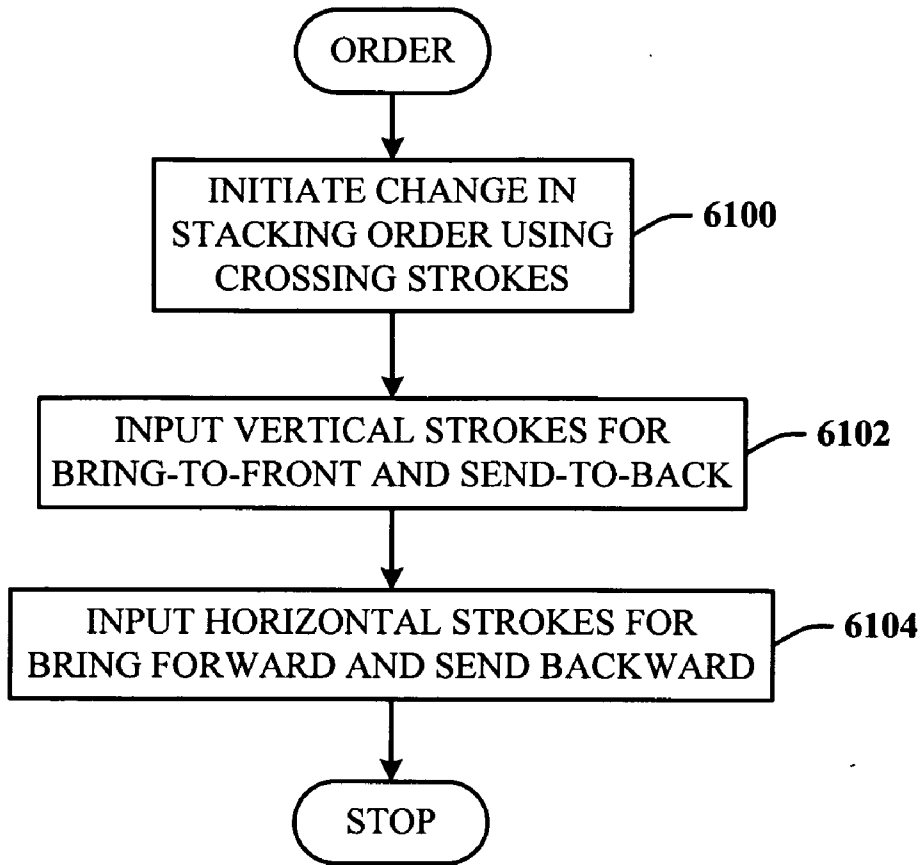 ORDER
INITIATE CHANGE IN
STACKING ORDER USING
CROSSING STROKES
6100
INPUT VERTICAL STROKES FOR
BRING-TO-FRONT AND SEND-TO-BACK
6102
INPUT HORIZONTAL STROKES FOR
BRING FORWARD AND SEND BACKWARD
6104
STOP